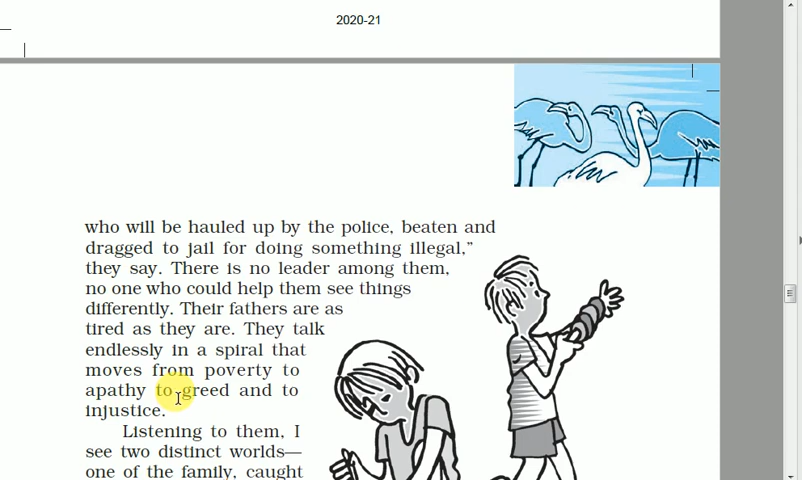 2020-21
who will be hauled up by the police, beaten and
dragged to jail for doing something illegal,”
they say. There is no leader among them,
no one who could help them see things
differently. Their fathers are as
tired as they are. They talk
endlessly in a spiral that
moves from poverty to
apathy to greed and to
injustice.
Listening to them, I
see two distinct worlds—
one of the family, caught